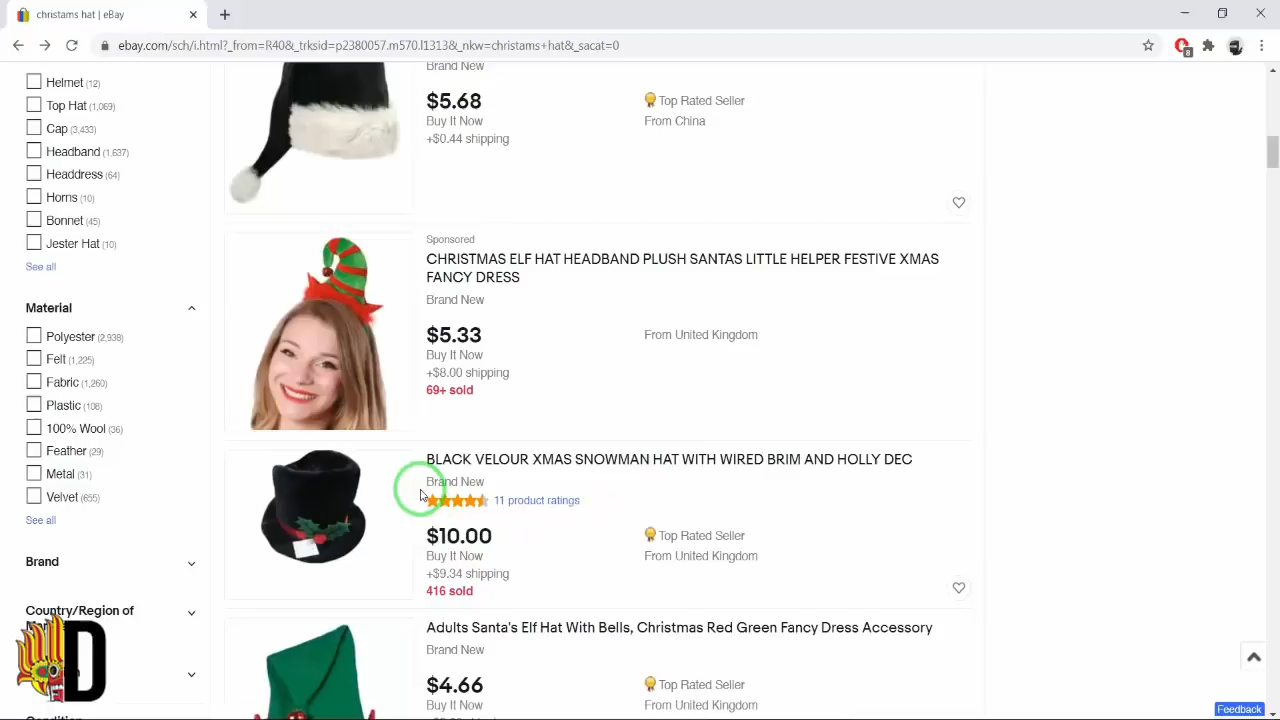 christams hat | eBay
ebay.com/sch/i.html?_from=R40&_trksid=p2380057.m570.l1313&_nkw=christams+hat&_sacat=0
8
Helmet (12)
Top Hat (1,069)
Cap (3,433)
Headband (1,637)
Headdress (64)
Horns (10)
Bonnet (45)
Jester Hat (10)
See all
Material
Polyester (2,938)
Felt (1,225)
Fabric (1,260)
Plastic (108)
100% Wool (36)
Feather (29)
Metal (31)
Velvet (655)
See all
Brand
Country/Region of
D
Brand New
$5.68
Buy It Now
+$0.44 shipping
Top Rated Seller
From China
Sponsored
CHRISTMAS ELF HAT HEADBAND PLUSH SANTAS LITTLE HELPER FESTIVE XMAS
FANCY DRESS
Brand New
$5.33
Buy It Now
+$8.00 shipping
69+ sold
From United Kingdom
BLACK VELOUR XMAS SNOWMAN HAT WITH WIRED BRIM AND HOLLY DEC
Brand New
11 product ratings
$10.00
Buy It Now
+$9.34 shipping
416 sold
Top Rated Seller
From United Kingdom
Adults Santa's Elf Hat With Bells, Christmas Red Green Fancy Dress Accessory
Brand New
$4.66
Buy It Now
Top Rated Seller
From United Kingdom
Feedback